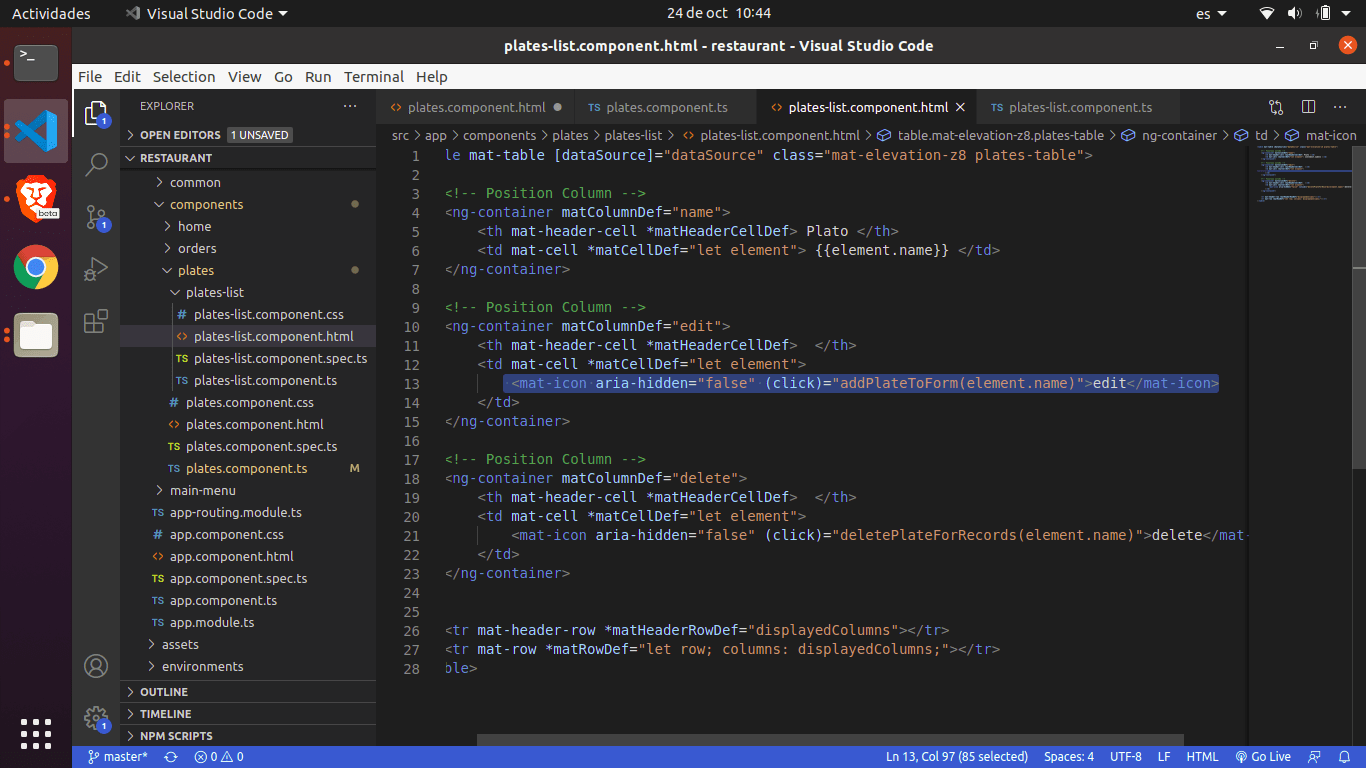 Actividades Visual Studio Code 24 de oct 10:44 es
plates-list.component.html - restaurant - Visual Studio Code
File Edit Selection View Go Run Terminal Help
EXPLORER
OPEN EDITORS 1 UNSAVED
RESTAURANT
common
components
home
orders
plates
plates-list
# plates-list.component.css
<> plates-list.component.html
TS plates-list.component.spec.ts
TS plates-list.component.ts
# plates.component.css
<> plates.component.html
TS plates.component.spec.ts
TS plates.component.ts M
main-menu
TS app-routing.module.ts
# app.component.css
<> app.component.html
TS app.component.spec.ts
TS app.component.ts
TS app.module.ts
assets
environments
OUTLINE
TIMELINE
NPM SCRIPTS
>_
beta
1
1
1
<> plates.component.html ● TS plates.component.ts <> plates-list.component.html × TS plates-list.component.ts
src > app > components > plates > plates-list > <> plates-list.component.html > table.mat-elevation-z8.plates-table > ng-container > td > mat-icon
1 le mat-table [dataSource]="dataSource" class="mat-elevation-z8 plates-table">
2
3 <!-- Position Column -->
4 <ng-container matColumnDef="name">
5 <th mat-header-cell *matHeaderCellDef> Plato </th>
6 <td mat-cell *matCellDef="let element"> {{element.name}} </td>
7 </ng-container>
8
9 <!-- Position Column -->
10 <ng-container matColumnDef="edit">
11 <th mat-header-cell *matHeaderCellDef>  </th>
12 <td mat-cell *matCellDef="let element">
13 <mat-icon aria-hidden="false" (click)="addPlateToForm(element.name)">edit</mat-icon>
14 </td>
15 </ng-container>
16
17 <!-- Position Column -->
18 <ng-container matColumnDef="delete">
19 <th mat-header-cell *matHeaderCellDef>  </th>
20 <td mat-cell *matCellDef="let element">
21 <mat-icon aria-hidden="false" (click)="deletePlateForRecords(element.name)">delete</mat-
22 </td>
23 </ng-container>
24
25
26 <tr mat-header-row *matHeaderRowDef="displayedColumns"></tr>
27 <tr mat-row *matRowDef="let row; columns: displayedColumns;"></tr>
28 ble>
master* 0 0 Ln 13, Col 97 (85 selected) Spaces: 4 UTF-8 LF HTML Go Live